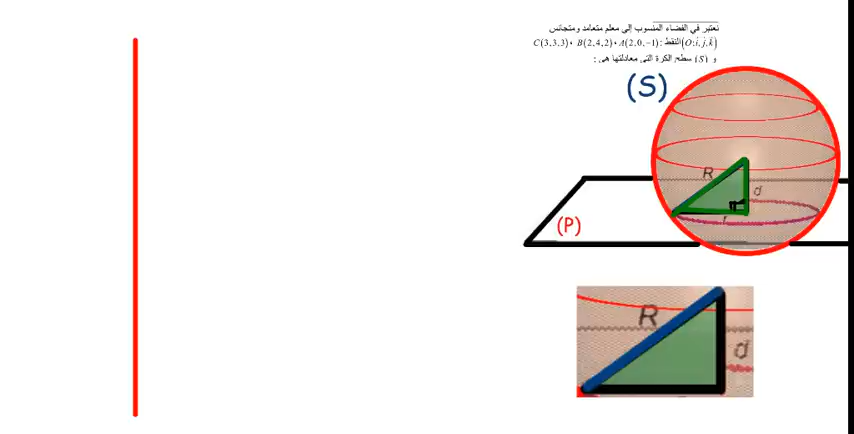 نعتبر في الفضاء المنسوب إلى معلم متعامد ومتجانس
(O;i,j,k) النقط : A(2,0,−1) ، B(2,4,2) ، C(3,3,3)
و (S) سطح الكرة التي معادلتها هي :
(S)
R
d
r
(P)
R
d